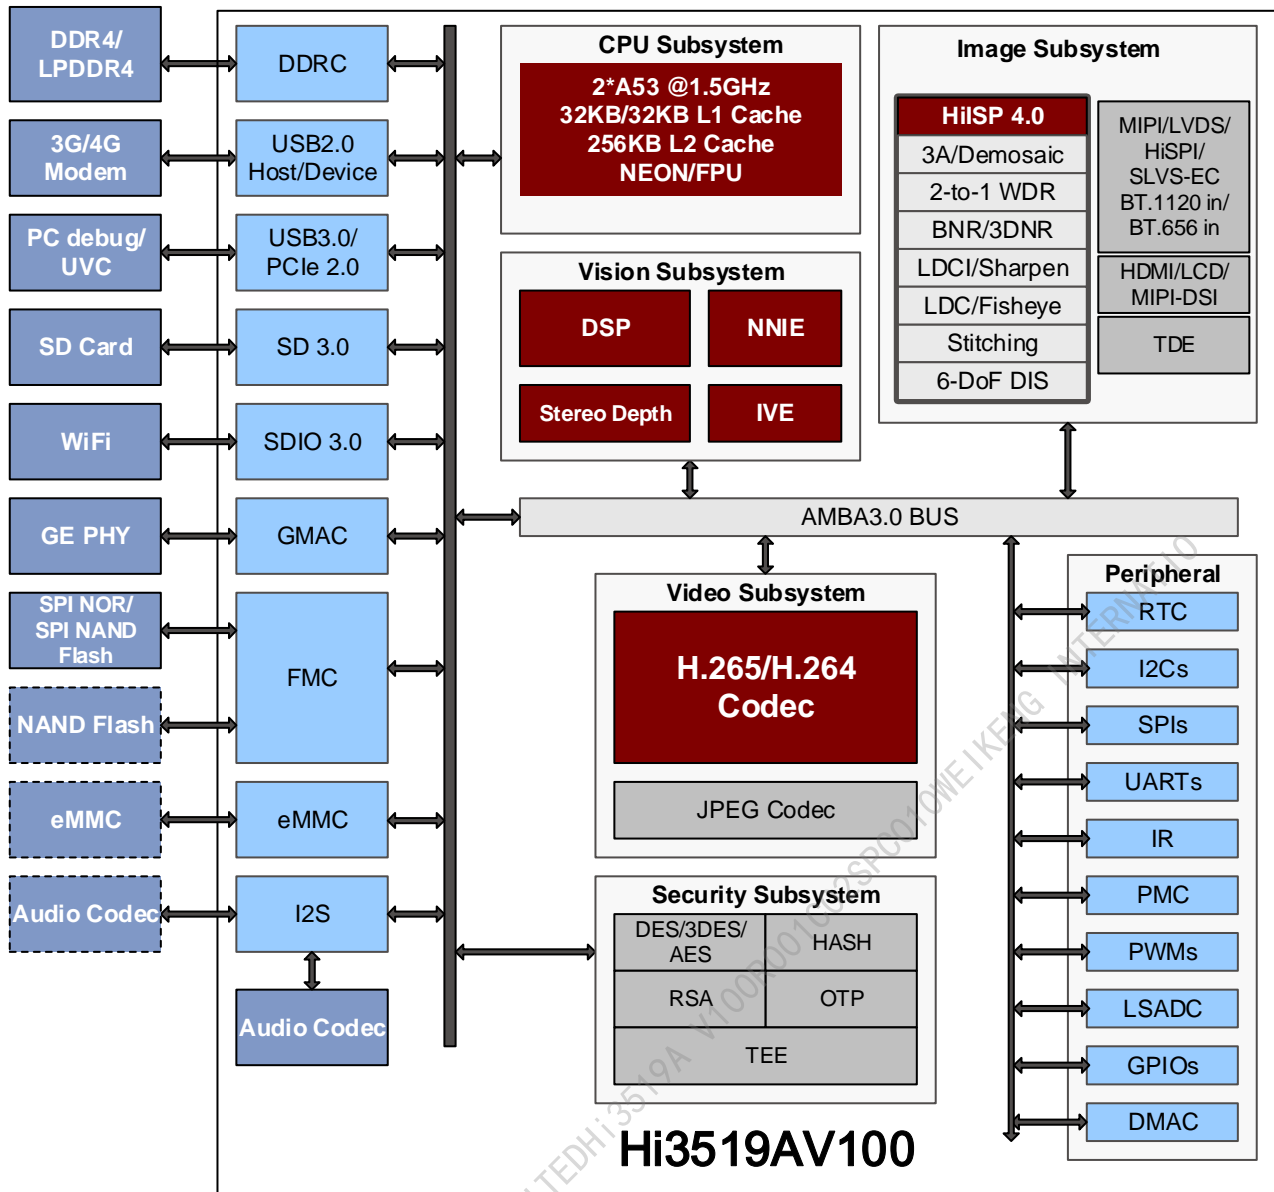 DDR4/
LPDDR4
DDRC
3G/4G
Modem
USB2.0
Host/Device
PC debug/
UVC
USB3.0/
PCIe 2.0
SD Card
SD 3.0
WiFi
SDIO 3.0
GE PHY
GMAC
SPI NOR/
SPI NAND
Flash
FMC
NAND Flash
eMMC
eMMC
Audio Codec
I2S
Audio Codec
CPU Subsystem
2*A53 @1.5GHz
32KB/32KB L1 Cache
256KB L2 Cache
NEON/FPU
Vision Subsystem
DSP
NNIE
Stereo Depth
IVE
Image Subsystem
HiISP 4.0
3A/Demosaic
2-to-1 WDR
BNR/3DNR
LDCI/Sharpen
LDC/Fisheye
Stitching
6-DoF DIS
MIPI/LVDS/
HiSPI/
SLVS-EC
BT.1120 in/
BT.656 in
HDMI/LCD/
MIPI-DSI
TDE
AMBA3.0 BUS
Video Subsystem
H.265/H.264
Codec
JPEG Codec
Security Subsystem
DES/3DES/
AES
HASH
RSA
OTP
TEE
Peripheral
RTC
I2Cs
SPIs
UARTs
IR
PMC
PWMs
LSADC
GPIOs
DMAC
Hi3519AV100